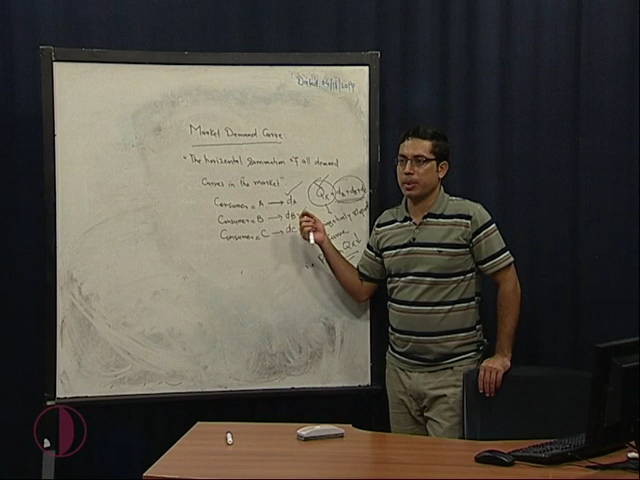 Market Demand Curve:
"The horizontal summation of all demand
Curves in the market"
Consumer = A → dA
Consumer = B → dB
Consumer = C → dC
= dA + dB + dC
Qx↓